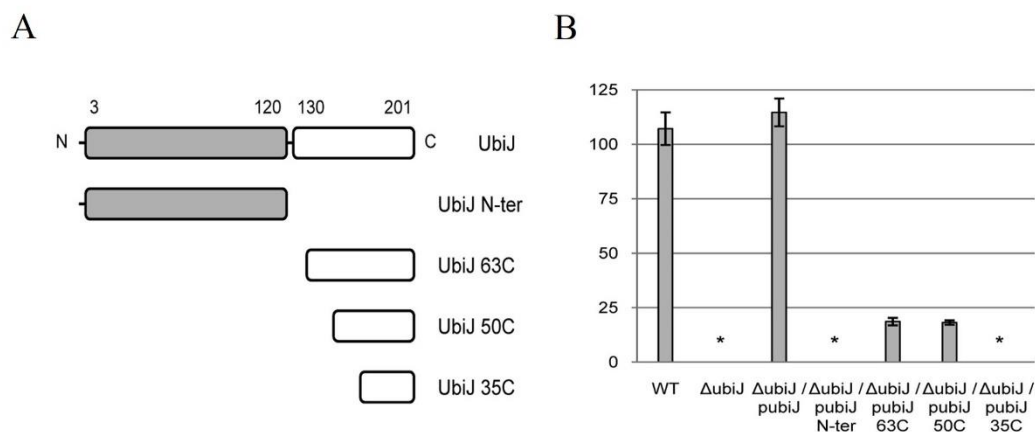 A
B
3 120 130 201
N C UbiJ
UbiJ N-ter
UbiJ 63C
UbiJ 50C
UbiJ 35C
125
100
75
50
25
0
* * *
WT ΔubiJ ΔubiJ / ΔubiJ / ΔubiJ / ΔubiJ / ΔubiJ /
pubiJ pubiJ pubiJ pubiJ pubiJ
N-ter 63C 50C 35C